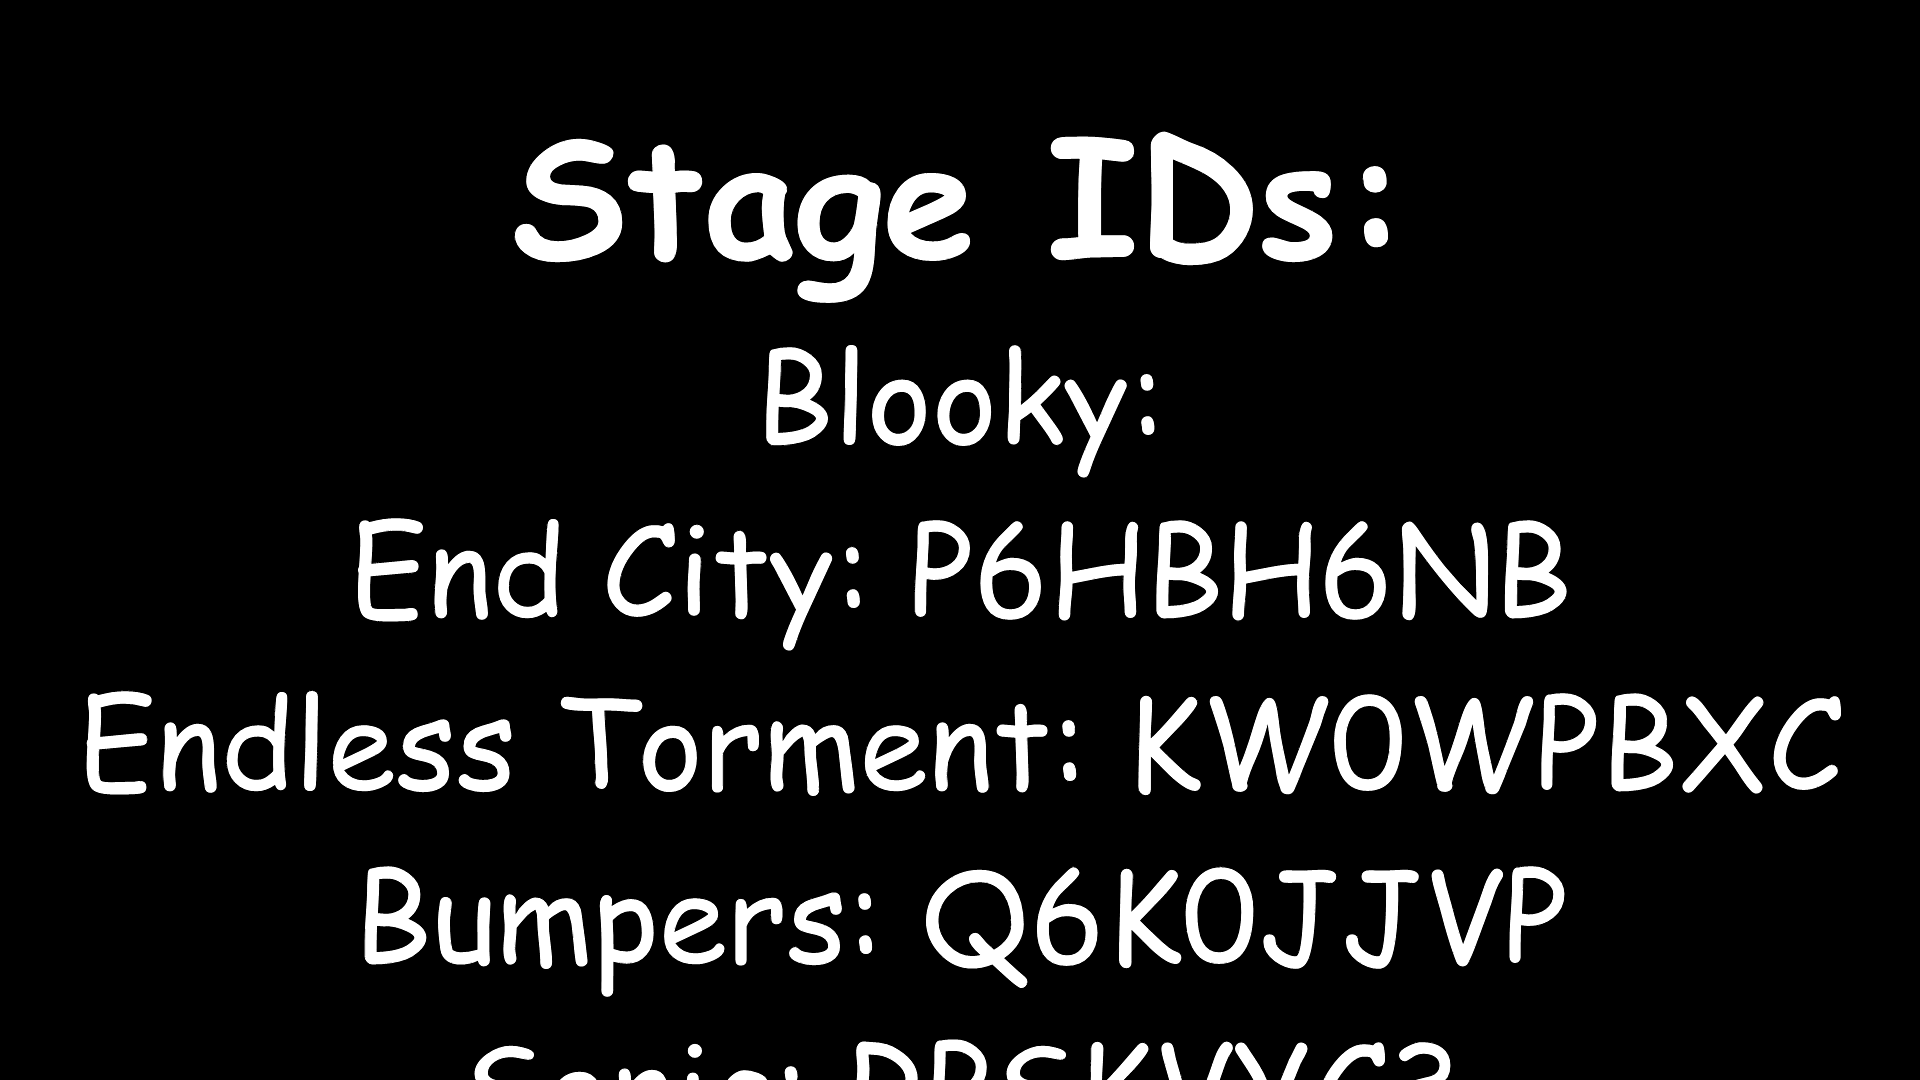 Stage IDs:
Blooky:
End City: P6HBH6NB
Endless Torment: KW0WPBXC
Bumpers: Q6K0JJVP